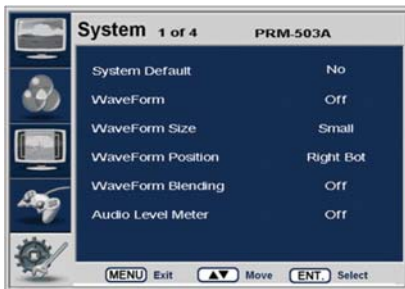 System 1 of 4 PRM-503A
System Default No
WaveForm Off
WaveForm Size Small
WaveForm Position Right Bot
WaveForm Blending Off
Audio Level Meter Off
MENU Exit ▲▼ Move ENT. Select